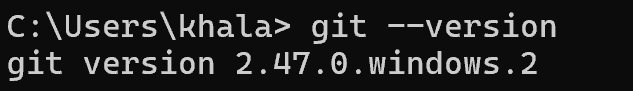 C:\Users\khala> git --version
git version 2.47.0.windows.2